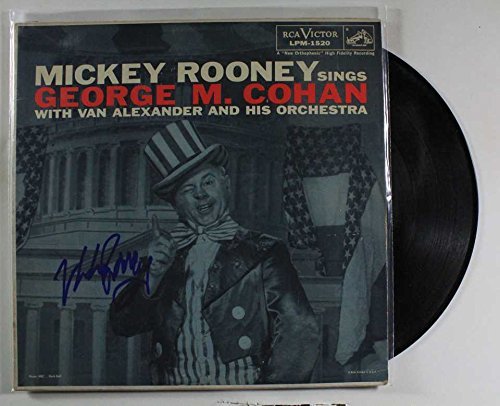 RCA VICTOR
LPM-1520
A "New Orthophonic" High Fidelity Recording
MICKEY ROONEY SINGS
GEORGE M. COHAN
WITH VAN ALEXANDER AND HIS ORCHESTRA